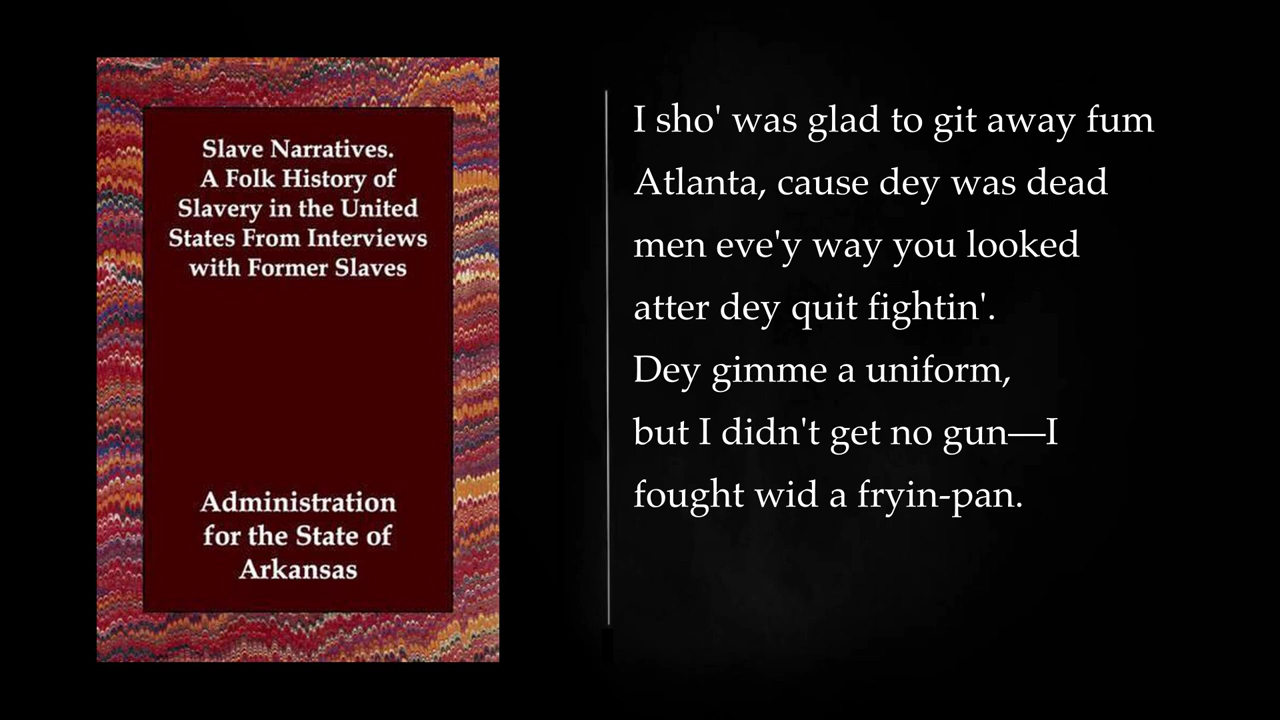 Slave Narratives.
A Folk History of
Slavery in the United
States From Interviews
with Former Slaves
Administration
for the State of
Arkansas
I sho' was glad to git away fum
Atlanta, cause dey was dead
men eve'y way you looked
atter dey quit fightin'.
Dey gimme a uniform,
but I didn't get no gun—I
fought wid a fryin-pan.